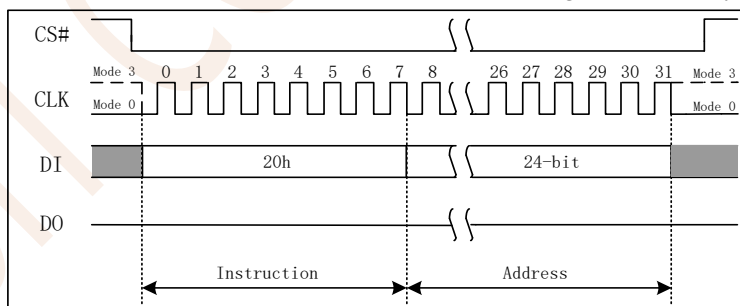 CS#
Mode 3 0 1 2 3 4 5 6 7 8 26 27 28 29 30 31 Mode 3
CLK
Mode 0 Mode 0
DI 20h 24-bit
DO
Instruction Address